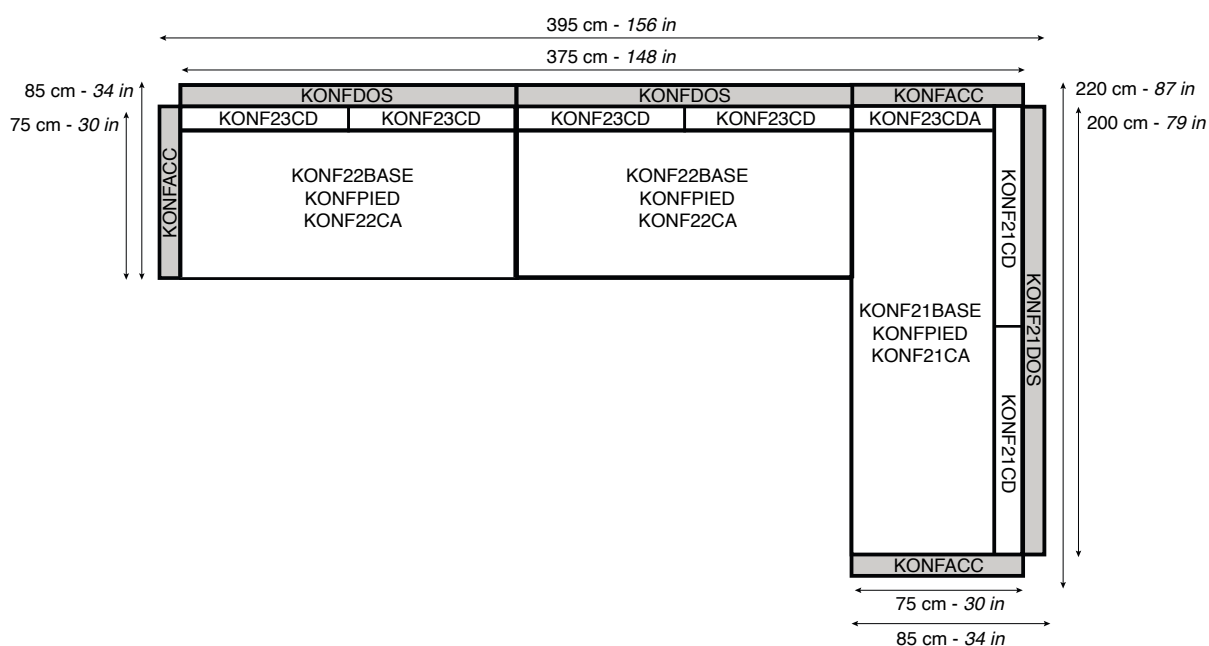 395 cm - 156 in
375 cm - 148 in
85 cm - 34 in
75 cm - 30 in
220 cm - 87 in
200 cm - 79 in
KONFDOS
KONFDOS
KONFACC
KONF23CD
KONF23CD
KONF23CD
KONF23CD
KONF23CDA
KONFACC
KONF22BASE
KONFPIED
KONF22CA
KONF22BASE
KONFPIED
KONF22CA
KONF21CD
KONF21BASE
KONFPIED
KONF21CA
KONF21DOS
KONF21CD
KONFACC
75 cm - 30 in
85 cm - 34 in